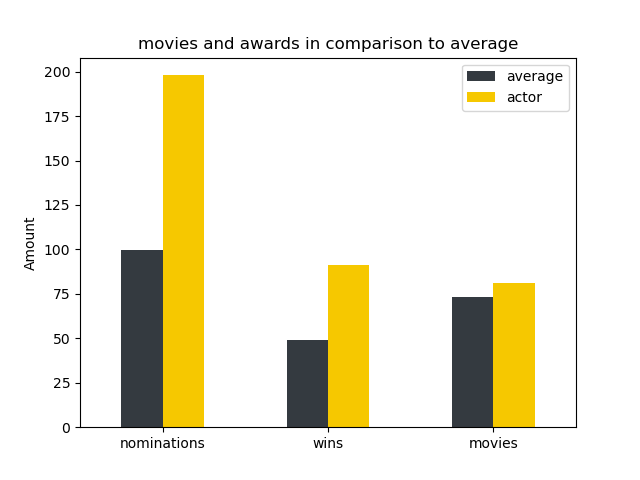 movies and awards in comparison to average
average
actor
Amount
200
175
150
125
100
75
50
25
0
nominations wins movies